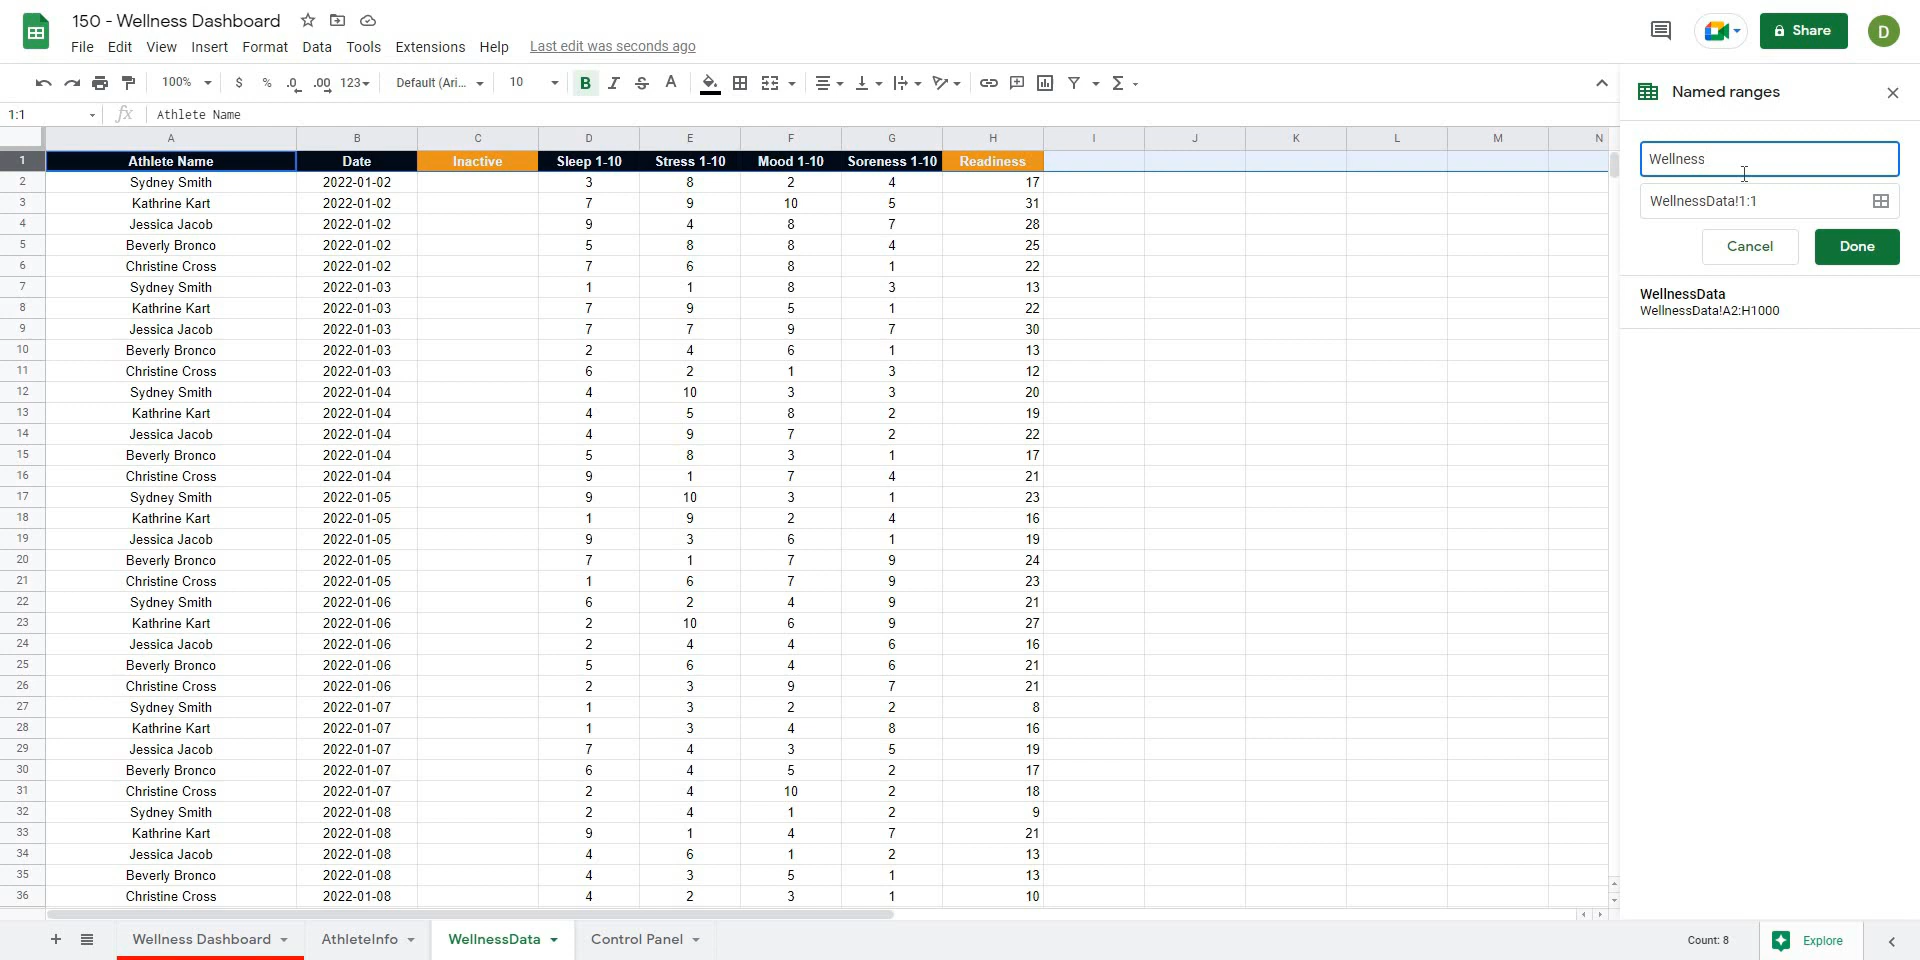 150 - Wellness Dashboard
File Edit View Insert Format Data Tools Extensions Help Last edit was seconds ago
Share
D
100% $ % .0 .00 123 Default (Ari... 10 B I S A Σ
Named ranges
1:1 fx Athlete Name
A B C D E F G H I J K L M N
1 Athlete Name Date Inactive Sleep 1-10 Stress 1-10 Mood 1-10 Soreness 1-10 Readiness
2 Sydney Smith 2022-01-02 3 8 2 4 17
3 Kathrine Kart 2022-01-02 7 9 10 5 31
4 Jessica Jacob 2022-01-02 9 4 8 7 28
5 Beverly Bronco 2022-01-02 5 8 8 4 25
6 Christine Cross 2022-01-02 7 6 8 1 22
7 Sydney Smith 2022-01-03 1 1 8 3 13
8 Kathrine Kart 2022-01-03 7 9 5 1 22
9 Jessica Jacob 2022-01-03 7 7 9 7 30
10 Beverly Bronco 2022-01-03 2 4 6 1 13
11 Christine Cross 2022-01-03 6 2 1 3 12
12 Sydney Smith 2022-01-04 4 10 3 3 20
13 Kathrine Kart 2022-01-04 4 5 8 2 19
14 Jessica Jacob 2022-01-04 4 9 7 2 22
15 Beverly Bronco 2022-01-04 5 8 3 1 17
16 Christine Cross 2022-01-04 9 1 7 4 21
17 Sydney Smith 2022-01-05 9 10 3 1 23
18 Kathrine Kart 2022-01-05 1 9 2 4 16
19 Jessica Jacob 2022-01-05 9 3 6 1 19
20 Beverly Bronco 2022-01-05 7 1 7 9 24
21 Christine Cross 2022-01-05 1 6 7 9 23
22 Sydney Smith 2022-01-06 6 2 4 9 21
23 Kathrine Kart 2022-01-06 2 10 6 9 27
24 Jessica Jacob 2022-01-06 2 4 4 6 16
25 Beverly Bronco 2022-01-06 5 6 4 6 21
26 Christine Cross 2022-01-06 2 3 9 7 21
27 Sydney Smith 2022-01-07 1 3 2 2 8
28 Kathrine Kart 2022-01-07 1 3 4 8 16
29 Jessica Jacob 2022-01-07 7 4 3 5 19
30 Beverly Bronco 2022-01-07 6 4 5 2 17
31 Christine Cross 2022-01-07 2 4 10 2 18
32 Sydney Smith 2022-01-08 2 4 1 2 9
33 Kathrine Kart 2022-01-08 9 1 4 7 21
34 Jessica Jacob 2022-01-08 4 6 1 2 13
35 Beverly Bronco 2022-01-08 4 3 5 1 13
36 Christine Cross 2022-01-08 4 2 3 1 10
Wellness
WellnessData!1:1
Cancel Done
WellnessData
WellnessData!A2:H1000
Wellness Dashboard AthleteInfo WellnessData Control Panel Count: 8 Explore